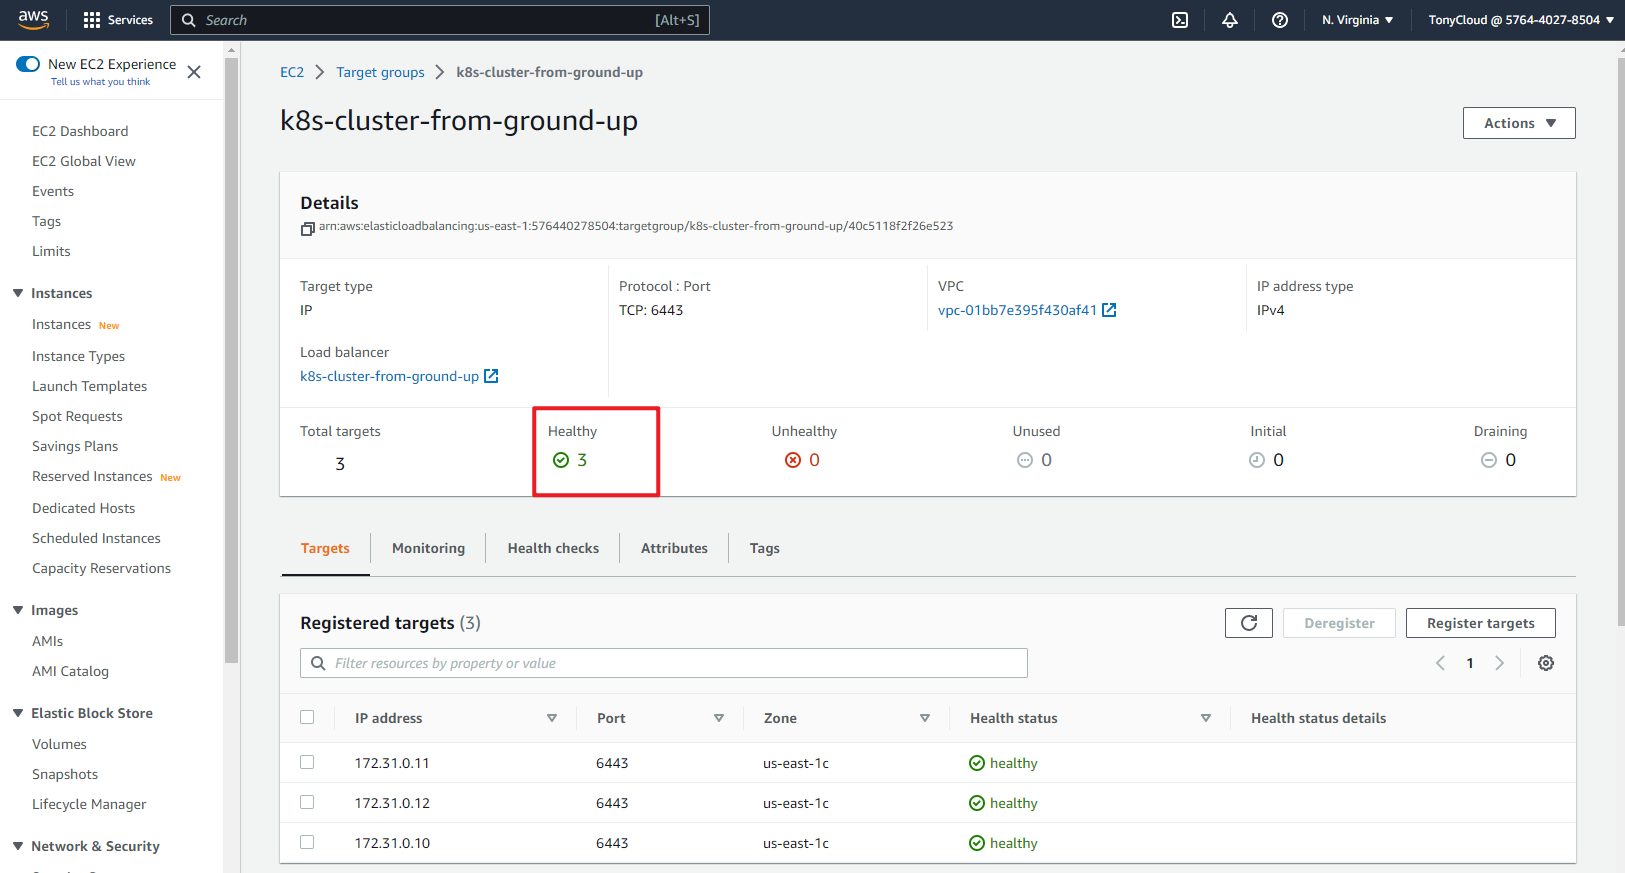 aws
Services
Search
[Alt+S]
N. Virginia
TonyCloud @ 5764-4027-8504
New EC2 Experience
Tell us what you think
EC2 Dashboard
EC2 Global View
Events
Tags
Limits
Instances
Instances New
Instance Types
Launch Templates
Spot Requests
Savings Plans
Reserved Instances New
Dedicated Hosts
Scheduled Instances
Capacity Reservations
Images
AMIs
AMI Catalog
Elastic Block Store
Volumes
Snapshots
Lifecycle Manager
Network & Security
EC2 > Target groups > k8s-cluster-from-ground-up
k8s-cluster-from-ground-up
Actions
Details
arn:aws:elasticloadbalancing:us-east-1:576440278504:targetgroup/k8s-cluster-from-ground-up/40c5118f2f26e523
Target type
IP
Protocol : Port
TCP: 6443
VPC
vpc-01bb7e395f430af41
IP address type
IPv4
Load balancer
k8s-cluster-from-ground-up
Total targets
3
Healthy
3
Unhealthy
0
Unused
0
Initial
0
Draining
0
Targets
Monitoring
Health checks
Attributes
Tags
Registered targets (3)
Deregister
Register targets
Filter resources by property or value
1
IP address Port Zone Health status Health status details
172.31.0.11 6443 us-east-1c healthy
172.31.0.12 6443 us-east-1c healthy
172.31.0.10 6443 us-east-1c healthy